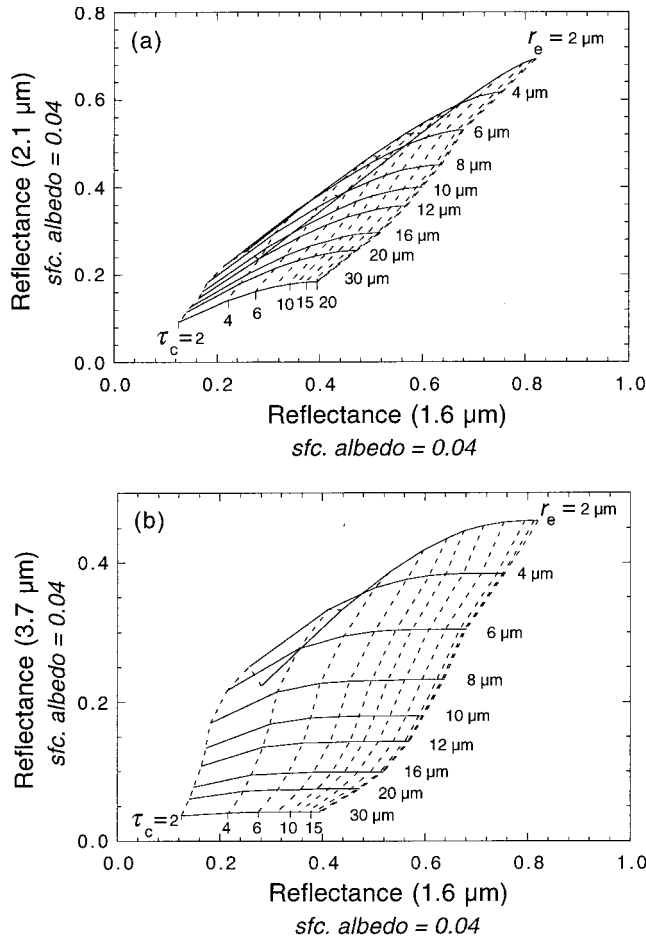 (a)
r_e = 2 µm
4 µm
6 µm
8 µm
10 µm
12 µm
16 µm
20 µm
30 µm
τ_c = 2
4
6
10
15
20
0.8
0.6
0.4
0.2
0.0
Reflectance (2.1 µm)
sfc. albedo = 0.04
0.0
0.2
0.4
0.6
0.8
1.0
Reflectance (1.6 µm)
sfc. albedo = 0.04
(b)
r_e = 2 µm
4 µm
6 µm
8 µm
10 µm
12 µm
16 µm
20 µm
30 µm
τ_c = 2
4
6
10
15
0.4
0.2
0.0
Reflectance (3.7 µm)
sfc. albedo = 0.04
0.0
0.2
0.4
0.6
0.8
1.0
Reflectance (1.6 µm)
sfc. albedo = 0.04